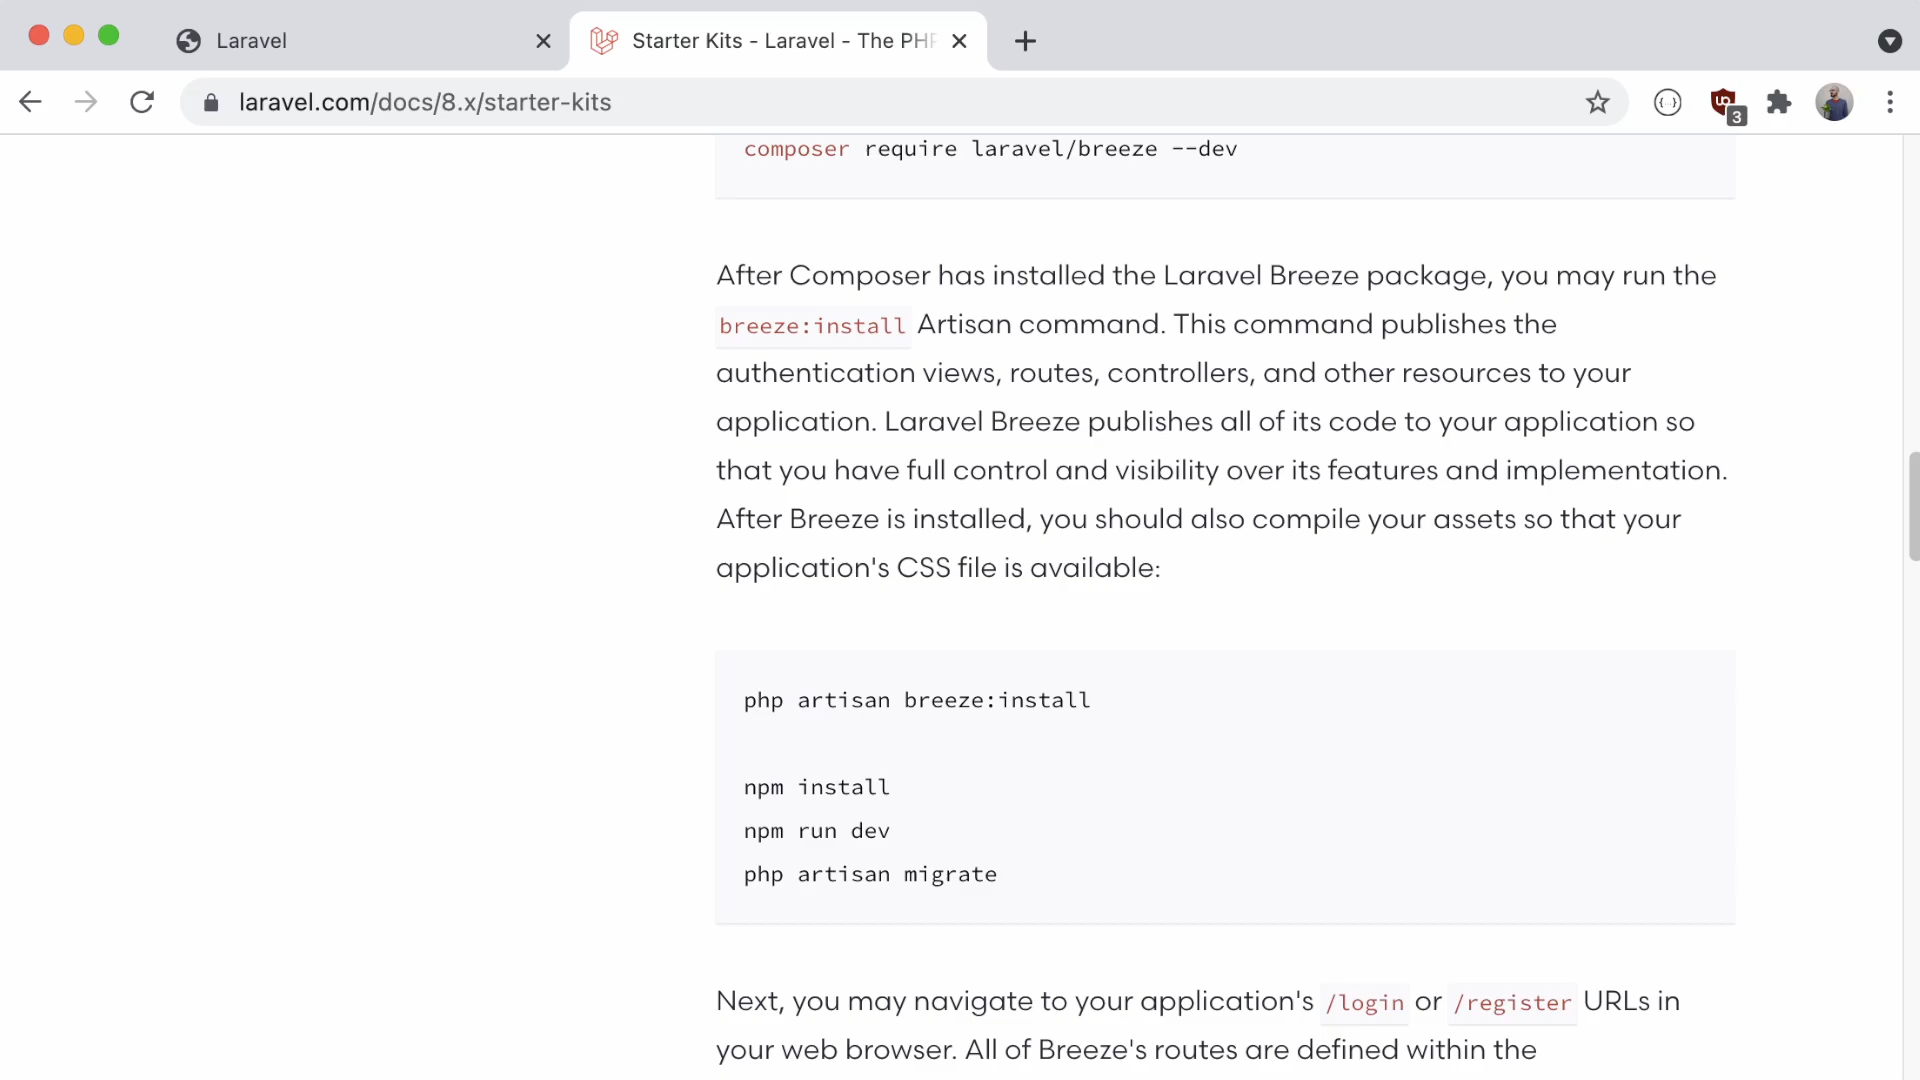 Laravel
Starter Kits - Laravel - The PHP
laravel.com/docs/8.x/starter-kits
3
composer require laravel/breeze --dev
After Composer has installed the Laravel Breeze package, you may run the
breeze:install Artisan command. This command publishes the
authentication views, routes, controllers, and other resources to your
application. Laravel Breeze publishes all of its code to your application so
that you have full control and visibility over its features and implementation.
After Breeze is installed, you should also compile your assets so that your
application's CSS file is available:
php artisan breeze:install
npm install
npm run dev
php artisan migrate
Next, you may navigate to your application's /login or /register URLs in
your web browser. All of Breeze's routes are defined within the